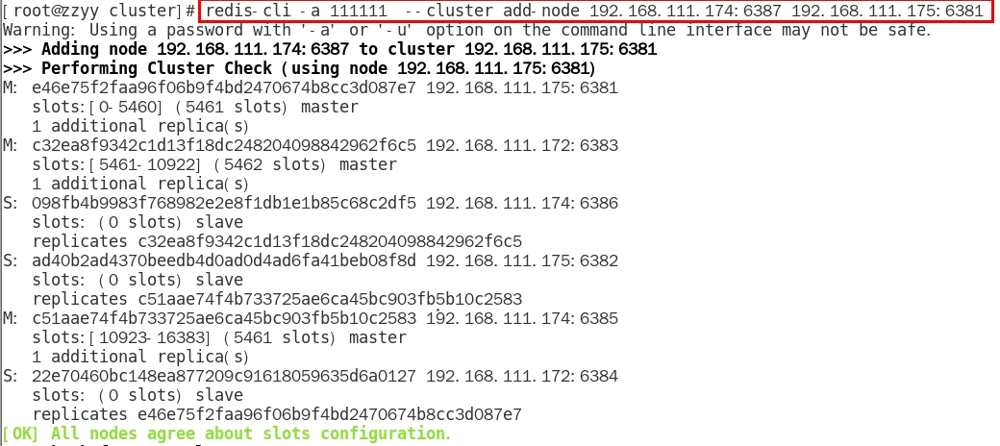 [root@zzyy cluster]# redis-cli -a 111111 --cluster add-node 192.168.111.174:6387 192.168.111.175:6381
Warning: Using a password with '-a' or '-u' option on the command line interface may not be safe.
>>> Adding node 192.168.111.174:6387 to cluster 192.168.111.175:6381
>>> Performing Cluster Check (using node 192.168.111.175:6381)
M: e46e75f2faa96f06b9f4bd2470674b8cc3d087e7 192.168.111.175:6381
slots:[0-5460] (5461 slots) master
1 additional replica(s)
M: c32ea8f9342c1d13f18dc248204098842962f6c5 192.168.111.172:6383
slots:[5461-10922] (5462 slots) master
1 additional replica(s)
S: 098fb4b9983f768982e2e8f1db1e1b85c68c2df5 192.168.111.174:6386
slots: (0 slots) slave
replicates c32ea8f9342c1d13f18dc248204098842962f6c5
S: ad40b2ad4370beedb4d0ad0d4ad6fa41beb08f8d 192.168.111.175:6382
slots: (0 slots) slave
replicates c51aae74f4b733725ae6ca45bc903fb5b10c2583
M: c51aae74f4b733725ae6ca45bc903fb5b10c2583 192.168.111.174:6385
slots:[10923-16383] (5461 slots) master
1 additional replica(s)
S: 22e70460bc148ea877209c91618059635d6a0127 192.168.111.172:6384
slots: (0 slots) slave
replicates e46e75f2faa96f06b9f4bd2470674b8cc3d087e7
[OK] All nodes agree about slots configuration.